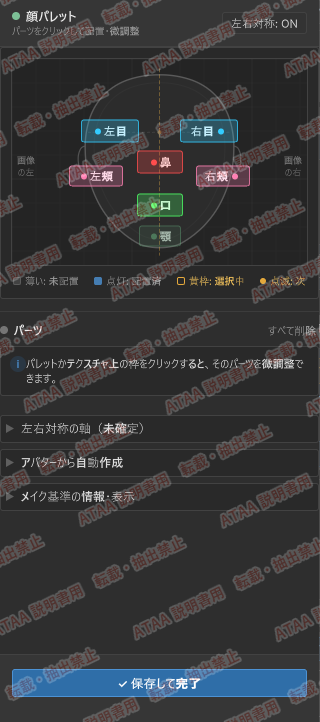 顔パレット
パーツをクリックして配置・微調整
左右対称: ON
左目
右目
鼻
画像
の左
画像
の右
左頬
右頬
口
顎
薄い: 未配置
点灯: 配置済
黄枠: 選択中
点滅: 次
パーツ
すべて削除
i パレットかテクスチャ上の枠をクリックすると、そのパーツを微調整で
きます。
左右対称の軸（未確定）
アバターから自動作成
メイク基準の情報・表示
✓ 保存して完了
ATAA 説明専用 転載・抽出禁止